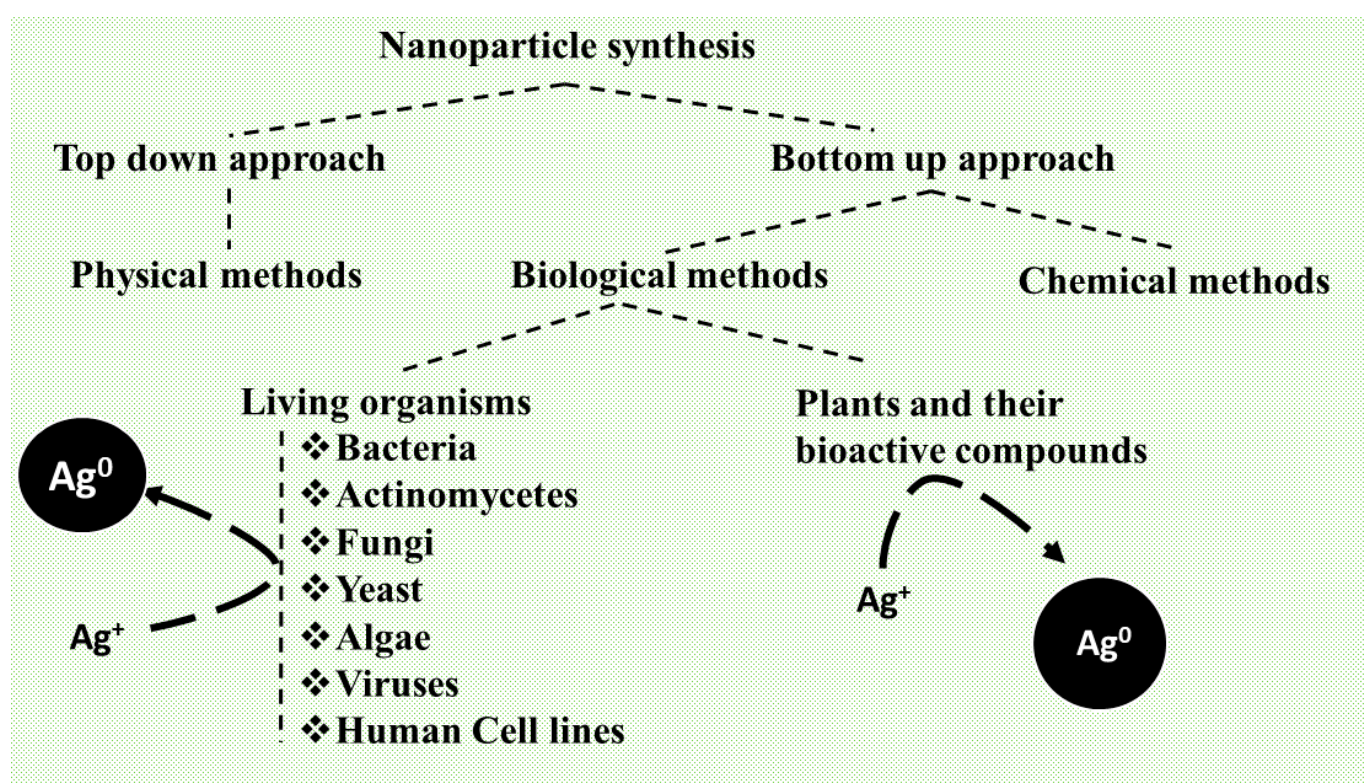 Nanoparticle synthesis
Top down approach
Bottom up approach
Physical methods
Biological methods
Chemical methods
Living organisms
❖Bacteria
❖Actinomycetes
❖Fungi
❖Yeast
❖Algae
❖Viruses
❖Human Cell lines
Ag⁰
Ag⁺
Plants and their
bioactive compounds
Ag⁺
Ag⁰